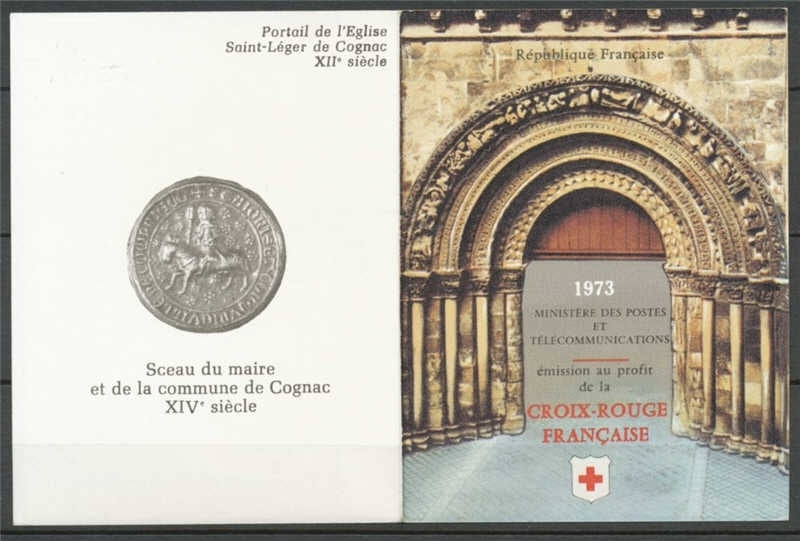 Portail de l'Eglise
Saint-Léger de Cognac
XIIe siècle
Sceau du maire
et de la commune de Cognac
XIVe siècle
République Française
1973
MINISTÈRE DES POSTES
ET
TÉLÉCOMMUNICATIONS
émission au profit
de la
CROIX-ROUGE
FRANÇAISE